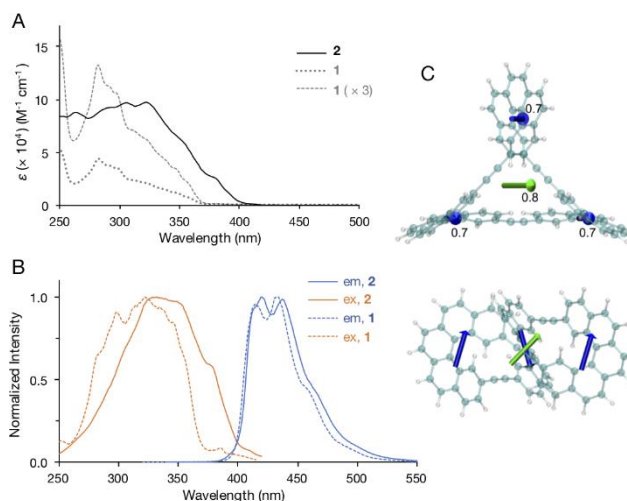 A
C
15
10
5
0
ε (× 10⁴) (M⁻¹ cm⁻¹)
2
1
1 (× 3)
250 300 350 400 450 500
Wavelength (nm)
0.7
0.8
0.7
0.7
B
1.0
0.5
0.0
Normalized Intensity
em, 2
ex, 2
em, 1
ex, 1
250 300 350 400 450 500 550
Wavelength (nm)